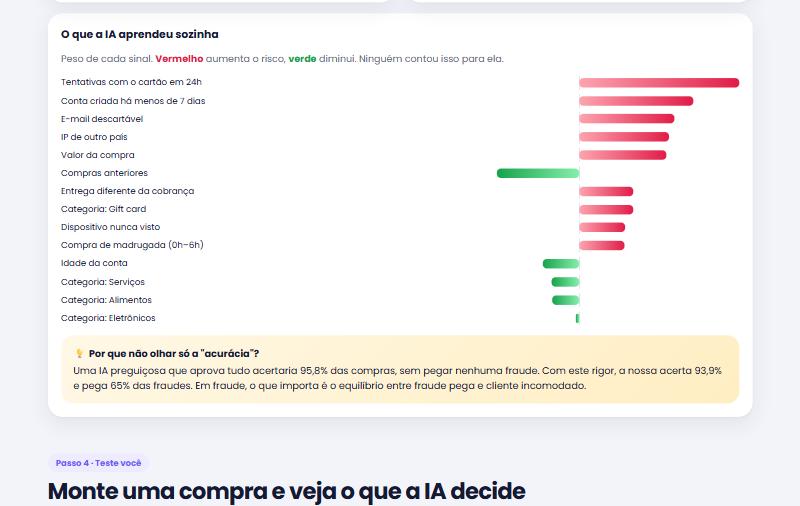 O que a IA aprendeu sozinha
Peso de cada sinal. Vermelho aumenta o risco, verde diminui. Ninguém contou isso para ela.
Tentativas com o cartão em 24h
Conta criada há menos de 7 dias
E-mail descartável
IP de outro país
Valor da compra
Compras anteriores
Entrega diferente da cobrança
Categoria: Gift card
Dispositivo nunca visto
Compra de madrugada (0h–6h)
Idade da conta
Categoria: Serviços
Categoria: Alimentos
Categoria: Eletrônicos
Por que não olhar só a "acurácia"?
Uma IA preguiçosa que aprova tudo acertaria 95,8% das compras, sem pegar nenhuma fraude. Com este rigor, a nossa acerta 93,9%
e pega 65% das fraudes. Em fraude, o que importa é o equilíbrio entre fraude pega e cliente incomodado.
Passo 4 · Teste você
Monte uma compra e veja o que a IA decide